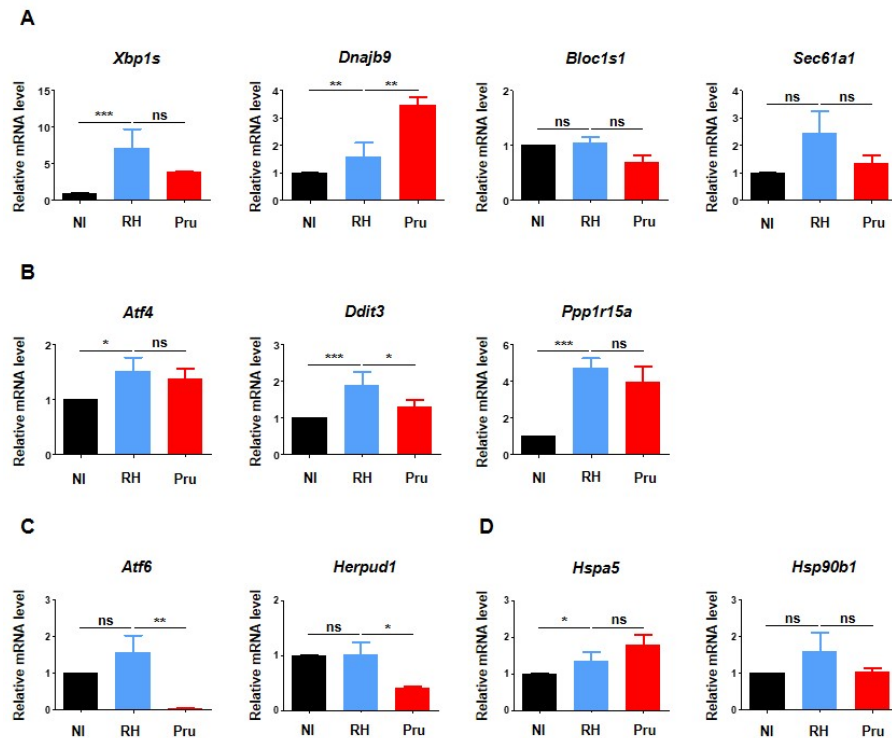 A
Xbp1s
Dnajb9
Bloc1s1
Sec61a1
Relative mRNA level
15
10
5
0
***
ns
NI
RH
Pru
Relative mRNA level
4
3
2
1
0
**
**
NI
RH
Pru
Relative mRNA level
2
1
0
ns
ns
NI
RH
Pru
Relative mRNA level
4
3
2
1
0
ns
ns
NI
RH
Pru
B
Atf4
Ddit3
Ppp1r15a
Relative mRNA level
2
1
0
*
ns
NI
RH
Pru
Relative mRNA level
3
2
1
0
***
*
NI
RH
Pru
Relative mRNA level
6
4
2
0
***
ns
NI
RH
Pru
C
D
Atf6
Herpud1
Hspa5
Hsp90b1
Relative mRNA level
3
2
1
0
ns
**
NI
RH
Pru
Relative mRNA level
2
1
0
ns
*
NI
RH
Pru
Relative mRNA level
3
2
1
0
*
ns
NI
RH
Pru
Relative mRNA level
3
2
1
0
ns
ns
NI
RH
Pru